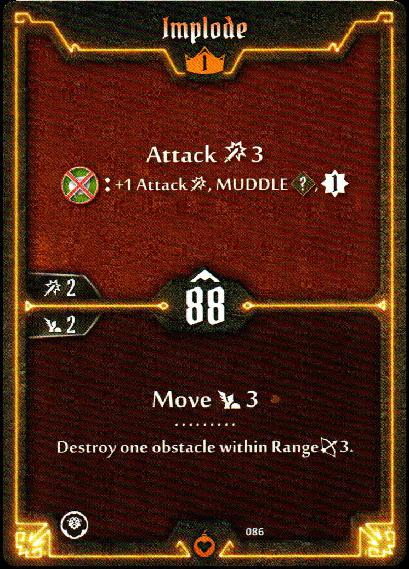 Implode
1
Attack 3
: +1 Attack, MUDDLE ?, 1
2
88
2
Move 3
Destroy one obstacle within Range 3.
086